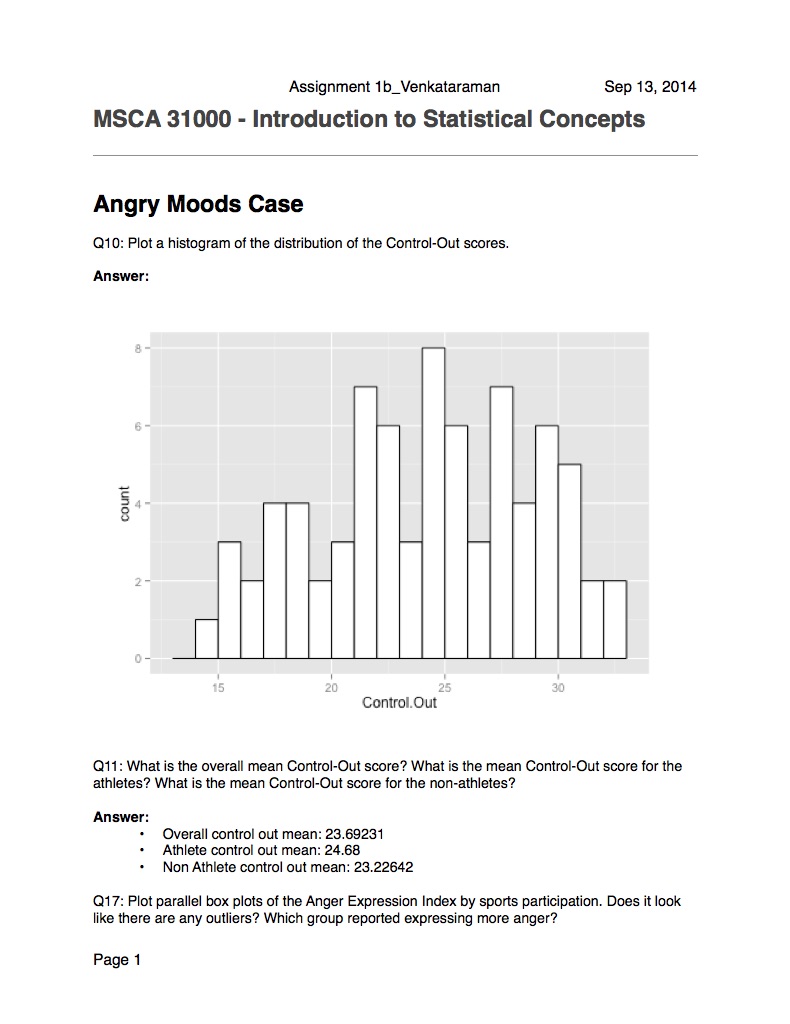 Assignment 1b_Venkataraman Sep 13, 2014
MSCA 31000 - Introduction to Statistical Concepts
Angry Moods Case
Q10: Plot a histogram of the distribution of the Control-Out scores.
Answer:
8
6
4
2
0
count
15 20 25 30
Control.Out
Q11: What is the overall mean Control-Out score? What is the mean Control-Out score for the
athletes? What is the mean Control-Out score for the non-athletes?
Answer:
• Overall control out mean: 23.69231
• Athlete control out mean: 24.68
• Non Athlete control out mean: 23.22642
Q17: Plot parallel box plots of the Anger Expression Index by sports participation. Does it look
like there are any outliers? Which group reported expressing more anger?
Page 1